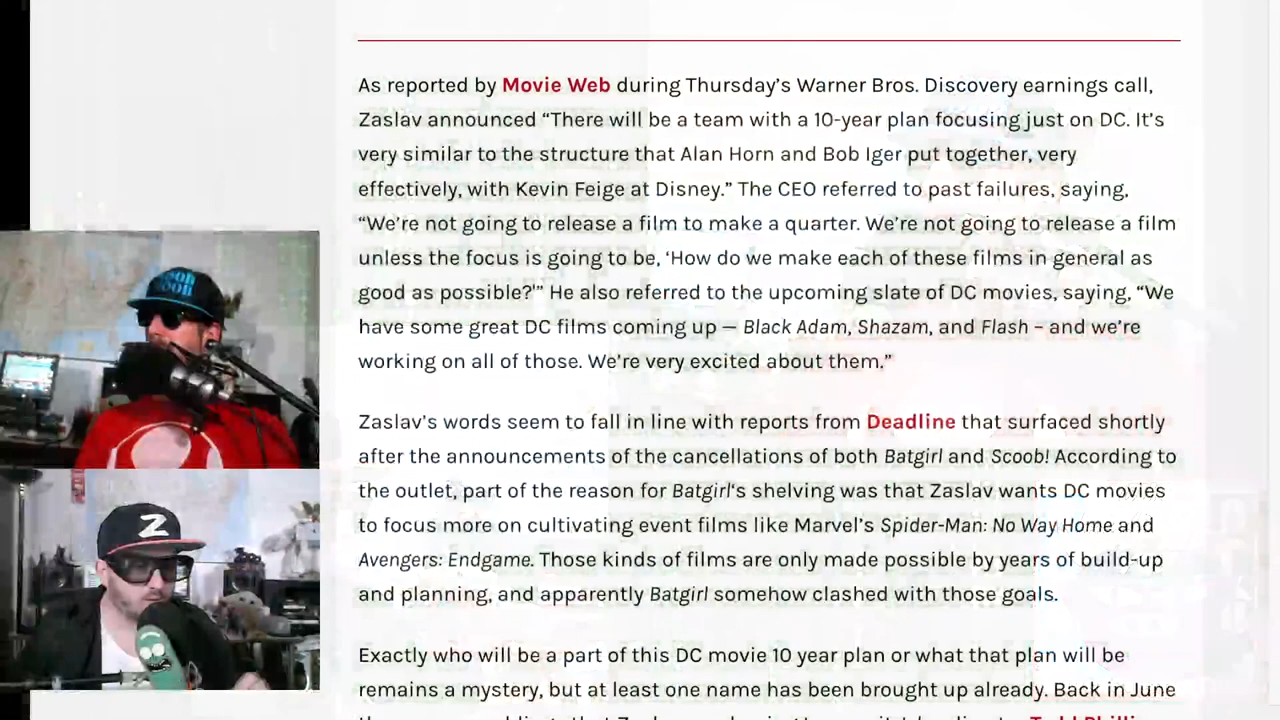 As reported by Movie Web during Thursday’s Warner Bros. Discovery earnings call,
Zaslav announced “There will be a team with a 10-year plan focusing just on DC. It’s
very similar to the structure that Alan Horn and Bob Iger put together, very
effectively, with Kevin Feige at Disney.” The CEO referred to past failures, saying,
“We’re not going to release a film to make a quarter. We’re not going to release a film
unless the focus is going to be, ‘How do we make each of these films in general as
good as possible?'” He also referred to the upcoming slate of DC movies, saying, “We
have some great DC films coming up — Black Adam, Shazam, and Flash – and we’re
working on all of those. We’re very excited about them.”
Zaslav’s words seem to fall in line with reports from Deadline that surfaced shortly
after the announcements of the cancellations of both Batgirl and Scoob! According to
the outlet, part of the reason for Batgirl‘s shelving was that Zaslav wants DC movies
to focus more on cultivating event films like Marvel’s Spider-Man: No Way Home and
Avengers: Endgame. Those kinds of films are only made possible by years of build-up
and planning, and apparently Batgirl somehow clashed with those goals.
Exactly who will be a part of this DC movie 10 year plan or what that plan will be
remains a mystery, but at least one name has been brought up already. Back in June
Z